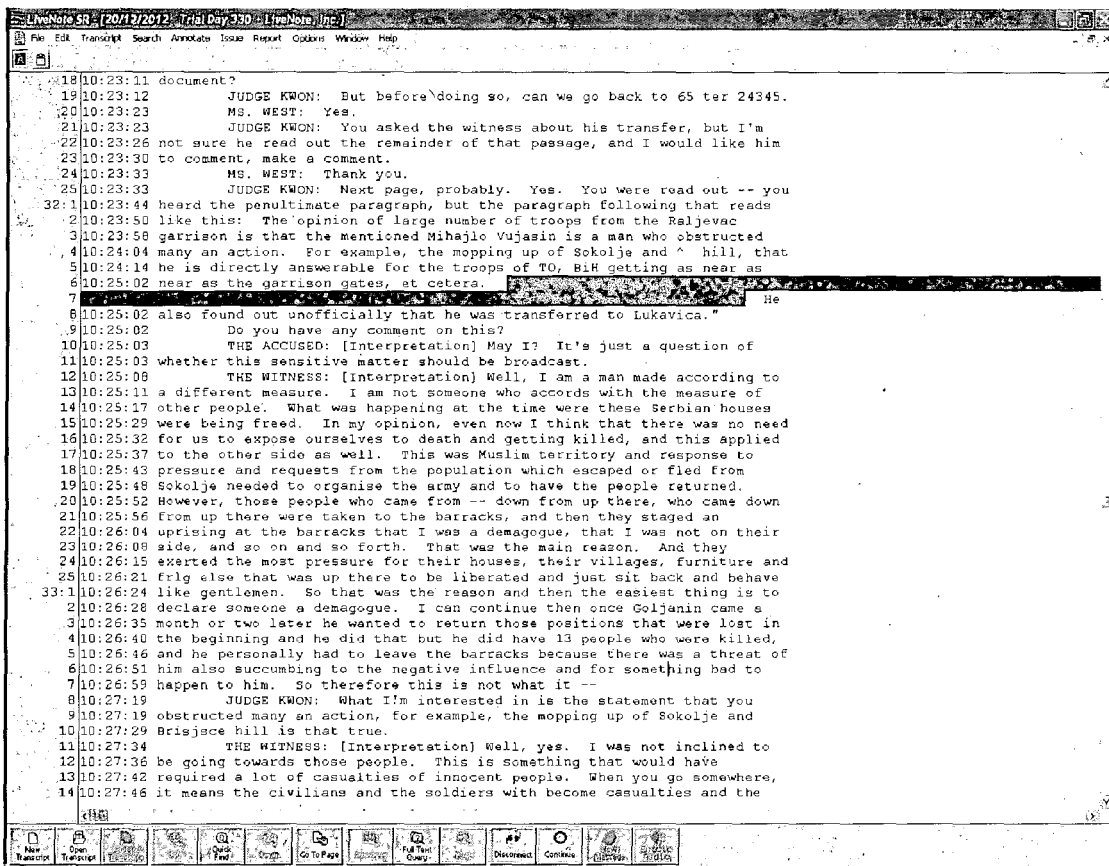 LiveNote SR - [20/12/2012 Trial Day 330 - LiveNote, Inc.]
File Edit Transcript Search Annotate Issue Report Options Window Help
18 10:23:11 document?
19 10:23:12 JUDGE KWON: But before doing so, can we go back to 65 ter 24345.
20 10:23:23 MS. WEST: Yes.
21 10:23:23 JUDGE KWON: You asked the witness about his transfer, but I'm
22 10:23:26 not sure he read out the remainder of that passage, and I would like him
23 10:23:30 to comment, make a comment.
24 10:23:33 MS. WEST: Thank you.
25 10:23:33 JUDGE KWON: Next page, probably. Yes. You were read out -- you
32:1 10:23:44 heard the penultimate paragraph, but the paragraph following that reads
2 10:23:50 like this: The opinion of large number of troops from the Raljevac
3 10:23:58 garrison is that the mentioned Mihajlo Vujasin is a man who obstructed
4 10:24:04 many an action. For example, the mopping up of Sokolje and ^ hill, that
5 10:24:14 he is directly answerable for the troops of TO, BiH getting as near as
6 10:25:02 near as the garrison gates, et cetera.
7 He
8 10:25:02 also found out unofficially that he was transferred to Lukavica."
9 10:25:02 Do you have any comment on this?
10 10:25:03 THE ACCUSED: [Interpretation] May I? It's just a question of
11 10:25:03 whether this sensitive matter should be broadcast.
12 10:25:08 THE WITNESS: [Interpretation] Well, I am a man made according to
13 10:25:11 a different measure. I am not someone who accords with the measure of
14 10:25:17 other people. What was happening at the time were these Serbian houses
15 10:25:29 were being freed. In my opinion, even now I think that there was no need
16 10:25:32 for us to expose ourselves to death and getting killed, and this applied
17 10:25:37 to the other side as well. This was Muslim territory and response to
18 10:25:43 pressure and requests from the population which escaped or fled from
19 10:25:48 Sokolje needed to organise the army and to have the people returned.
20 10:25:52 However, those people who came from -- down from up there, who came down
21 10:25:56 from up there were taken to the barracks, and then they staged an
22 10:26:04 uprising at the barracks that I was a demagogue, that I was not on their
23 10:26:08 side, and so on and so forth. That was the main reason. And they
24 10:26:15 exerted the most pressure for their houses, their villages, furniture and
25 10:26:21 frlg else that was up there to be liberated and just sit back and behave
33:1 10:26:24 like gentlemen. So that was the reason and then the easiest thing is to
2 10:26:28 declare someone a demagogue. I can continue then once Goljanin came a
3 10:26:35 month or two later he wanted to return those positions that were lost in
4 10:26:40 the beginning and he did that but he did have 13 people who were killed,
5 10:26:46 and he personally had to leave the barracks because there was a threat of
6 10:26:51 him also succumbing to the negative influence and for something bad to
7 10:26:59 happen to him. So therefore this is not what it --
8 10:27:19 JUDGE KWON: What I'm interested in is the statement that you
9 10:27:19 obstructed many an action, for example, the mopping up of Sokolje and
10 10:27:29 Brisjsce hill is that true.
11 10:27:34 THE WITNESS: [Interpretation] Well, yes. I was not inclined to
12 10:27:36 be going towards those people. This is something that would have
13 10:27:42 required a lot of casualties of innocent people. When you go somewhere,
14 10:27:46 it means the civilians and the soldiers with become casualties and the
New Transcript Open Transcript Quick Find Go To Page Full Text Query Disconnect Continue